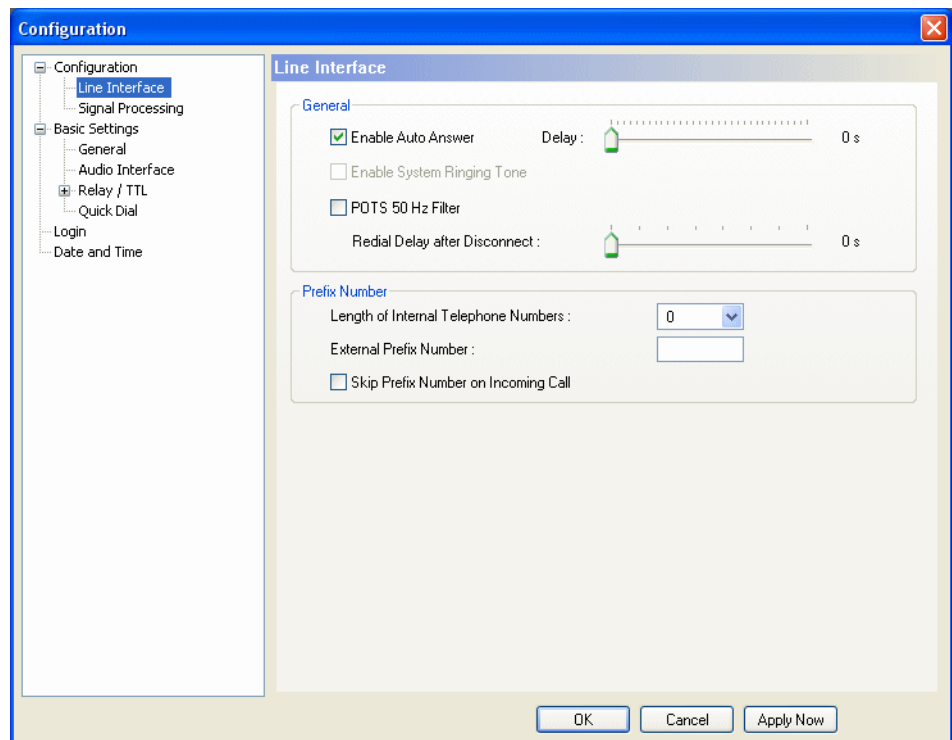 Configuration
Configuration
Line Interface
Signal Processing
Basic Settings
General
Audio Interface
Relay / TTL
Quick Dial
Login
Date and Time
Line Interface
General
Enable Auto Answer Delay : 0 s
Enable System Ringing Tone
POTS 50 Hz Filter
Redial Delay after Disconnect : 0 s
Prefix Number
Length of Internal Telephone Numbers : 0
External Prefix Number :
Skip Prefix Number on Incoming Call
OK Cancel Apply Now